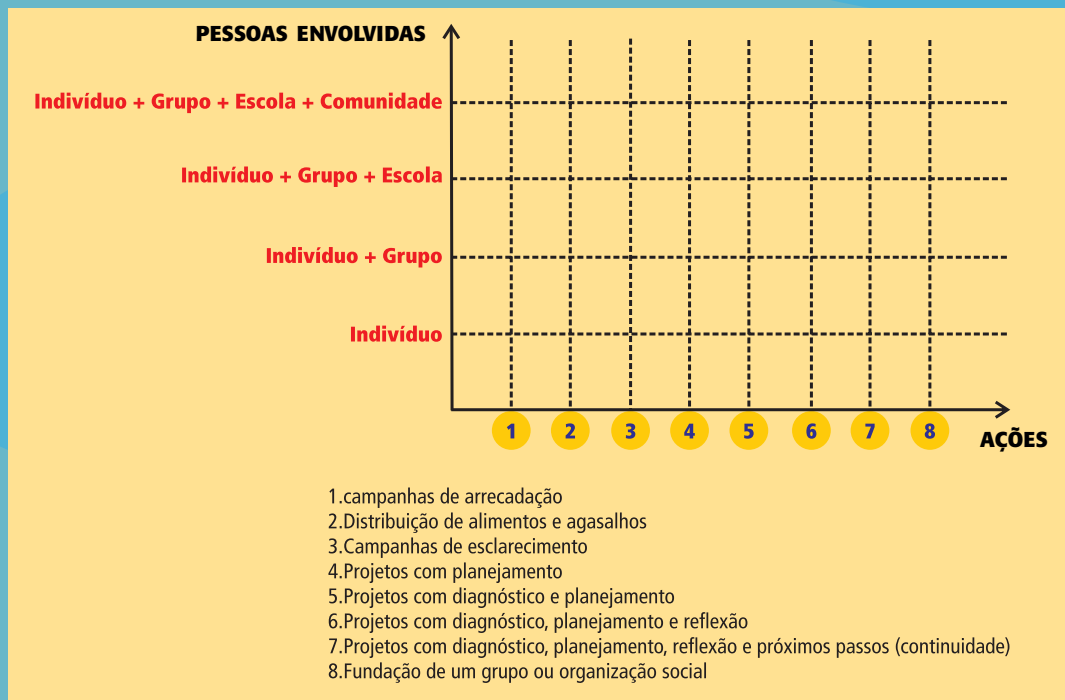 PESSOAS ENVOLVIDAS
Indivíduo + Grupo + Escola + Comunidade
Indivíduo + Grupo + Escola
Indivíduo + Grupo
Indivíduo
1 2 3 4 5 6 7 8
AÇÕES
1.campanhas de arrecadação
2.Distribuição de alimentos e agasalhos
3.Campanhas de esclarecimento
4.Projetos com planejamento
5.Projetos com diagnóstico e planejamento
6.Projetos com diagnóstico, planejamento e reflexão
7.Projetos com diagnóstico, planejamento, reflexão e próximos passos (continuidade)
8.Fundação de um grupo ou organização social